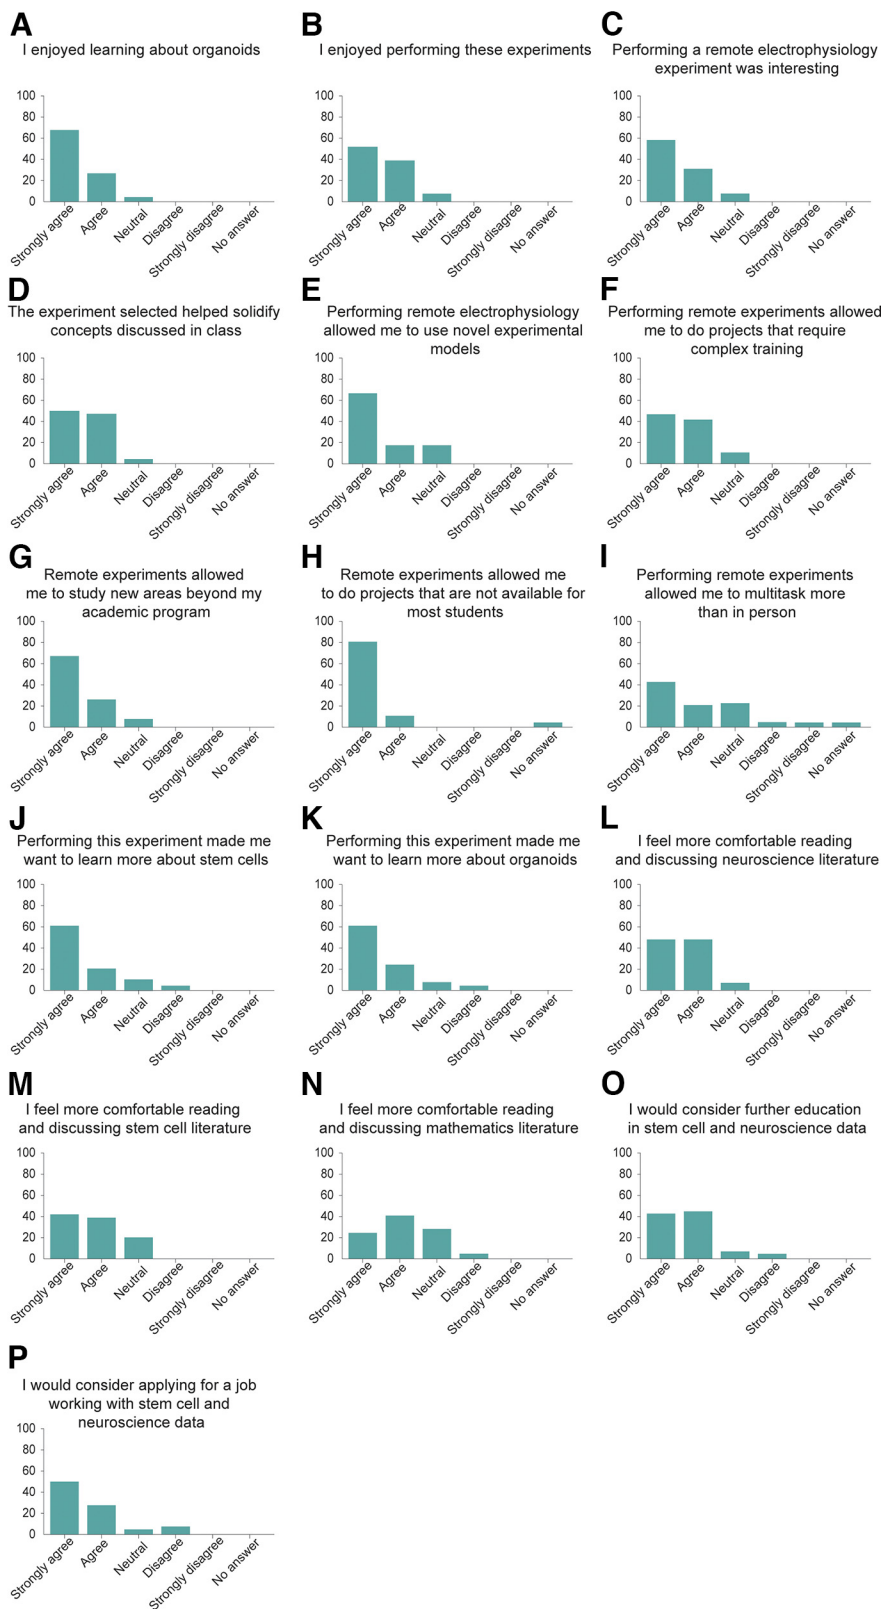 A
I enjoyed learning about organoids
100
80
60
40
20
0
Strongly agree
Agree
Neutral
Disagree
Strongly disagree
No answer
B
I enjoyed performing these experiments
100
80
60
40
20
0
Strongly agree
Agree
Neutral
Disagree
Strongly disagree
No answer
C
Performing a remote electrophysiology
experiment was interesting
100
80
60
40
20
0
Strongly agree
Agree
Neutral
Disagree
Strongly disagree
No answer
D
The experiment selected helped solidify
concepts discussed in class
100
80
60
40
20
0
Strongly agree
Agree
Neutral
Disagree
Strongly disagree
No answer
E
Performing remote electrophysiology
allowed me to use novel experimental
models
100
80
60
40
20
0
Strongly agree
Agree
Neutral
Disagree
Strongly disagree
No answer
F
Performing remote experiments allowed
me to do projects that require
complex training
100
80
60
40
20
0
Strongly agree
Agree
Neutral
Disagree
Strongly disagree
No answer
G
Remote experiments allowed
me to study new areas beyond my
academic program
100
80
60
40
20
0
Strongly agree
Agree
Neutral
Disagree
Strongly disagree
No answer
H
Remote experiments allowed me
to do projects that are not available for
most students
100
80
60
40
20
0
Strongly agree
Agree
Neutral
Disagree
Strongly disagree
No answer
I
Performing remote experiments
allowed me to multitask more
than in person
100
80
60
40
20
0
Strongly agree
Agree
Neutral
Disagree
Strongly disagree
No answer
J
Performing this experiment made me
want to learn more about stem cells
100
80
60
40
20
0
Strongly agree
Agree
Neutral
Disagree
Strongly disagree
No answer
K
Performing this experiment made me
want to learn more about organoids
100
80
60
40
20
0
Strongly agree
Agree
Neutral
Disagree
Strongly disagree
No answer
L
I feel more comfortable reading
and discussing neuroscience literature
100
80
60
40
20
0
Strongly agree
Agree
Neutral
Disagree
Strongly disagree
No answer
M
I feel more comfortable reading
and discussing stem cell literature
100
80
60
40
20
0
Strongly agree
Agree
Neutral
Disagree
Strongly disagree
No answer
N
I feel more comfortable reading
and discussing mathematics literature
100
80
60
40
20
0
Strongly agree
Agree
Neutral
Disagree
Strongly disagree
No answer
O
I would consider further education
in stem cell and neuroscience data
100
80
60
40
20
0
Strongly agree
Agree
Neutral
Disagree
Strongly disagree
No answer
P
I would consider applying for a job
working with stem cell and
neuroscience data
100
80
60
40
20
0
Strongly agree
Agree
Neutral
Disagree
Strongly disagree
No answer